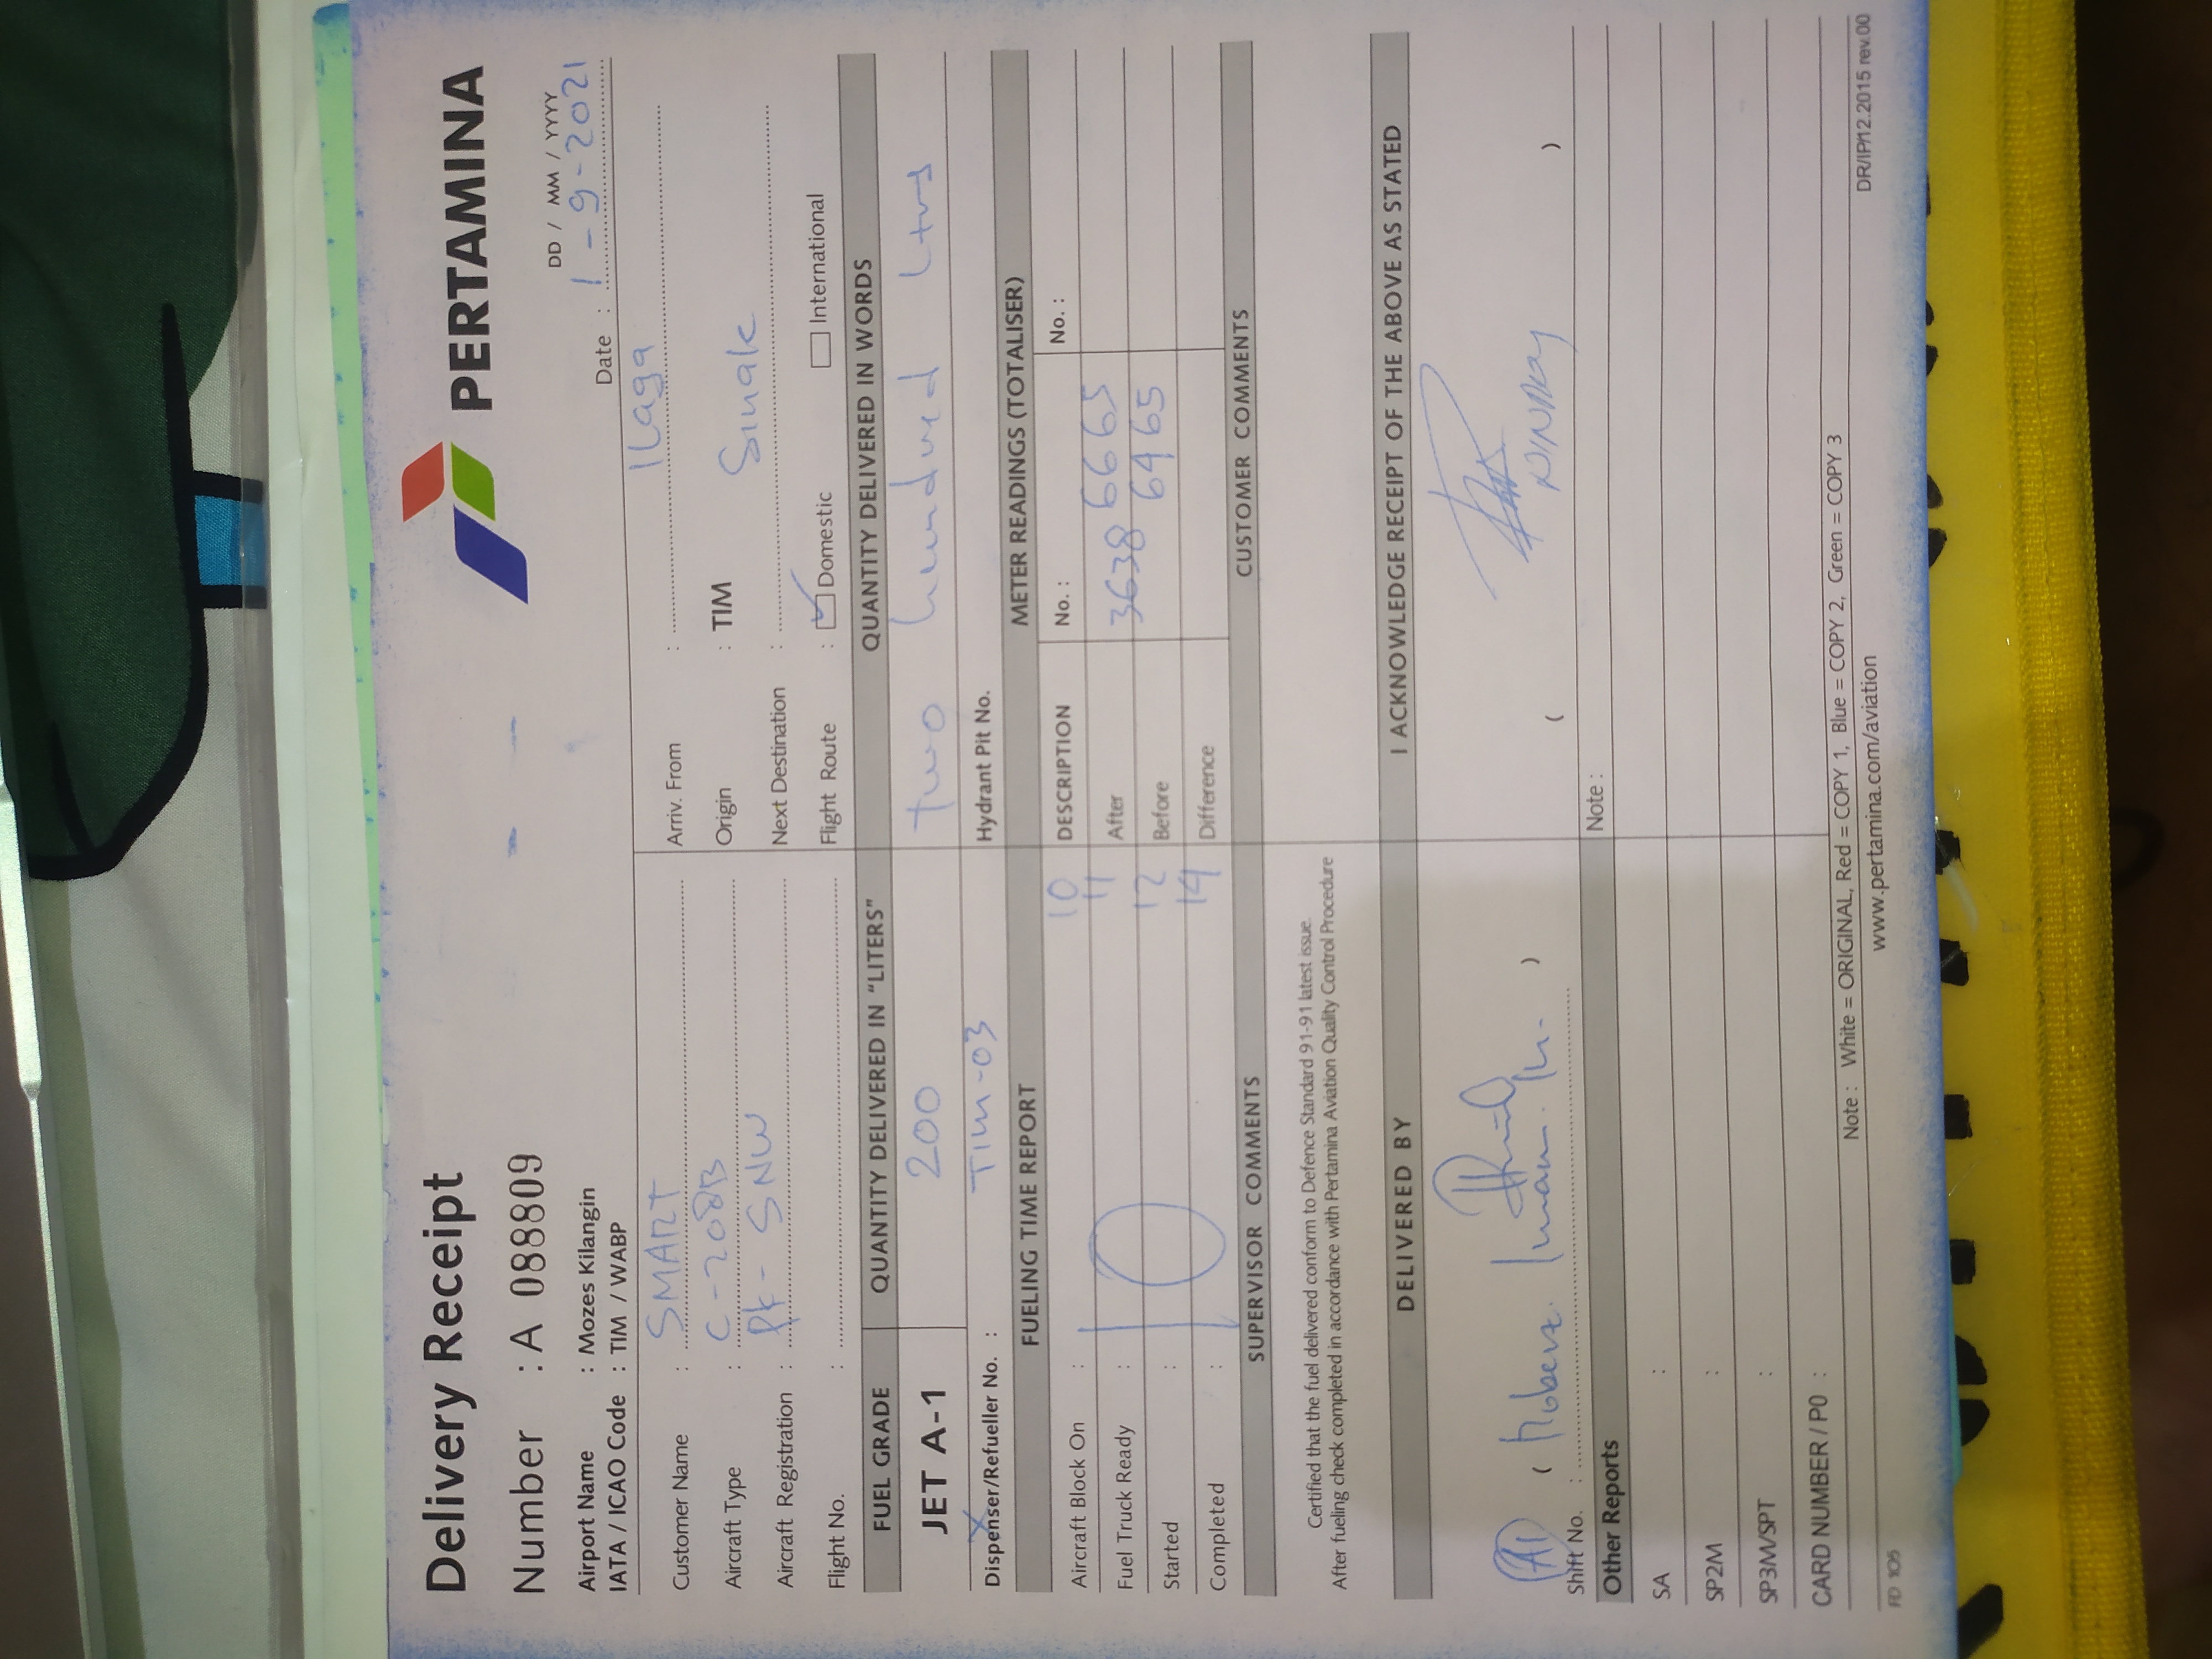 Delivery Receipt
PERTAMINA
Number : A 088809
DD / MM / YYYY
Airport Name : Mozes Kilangin
Date : 1 - 9 - 2021
IATA / ICAO Code : TIM / WABP
Customer Name : SMART
Arriv. From : Ilaga
Aircraft Type : C-208B
Origin : TIM
Aircraft Registration : PK - SNW
Next Destination : Sinak
Flight No. :
Flight Route : Domestic International
FUEL GRADE QUANTITY DELIVERED IN "LITERS" QUANTITY DELIVERED IN WORDS
JET A-1 200 two hundred Ltrs
Dispenser/Refueller No. : TIM-03 Hydrant Pit No.
FUELING TIME REPORT METER READINGS (TOTALISER)
Aircraft Block On : 10 DESCRIPTION No. : No. :
Fuel Truck Ready : 11 After 3638 6665
Started : 12 Before 6465
Completed : 14 Difference
SUPERVISOR COMMENTS CUSTOMER COMMENTS
Certified that the fuel delivered conform to Defence Standard 91-91 latest issue.
After fueling check completed in accordance with Pertamina Aviation Quality Control Procedure
DELIVERED BY I ACKNOWLEDGE RECEIPT OF THE ABOVE AS STATED
( )
( )
Shift No. :
Other Reports Note :
SA :
SP2M :
SP3M/SPT :
CARD NUMBER / PO :
Note : White = ORIGINAL, Red = COPY 1, Blue = COPY 2, Green = COPY 3
FD 105 www.pertamina.com/aviation DR/IP/12.2015 rev.00